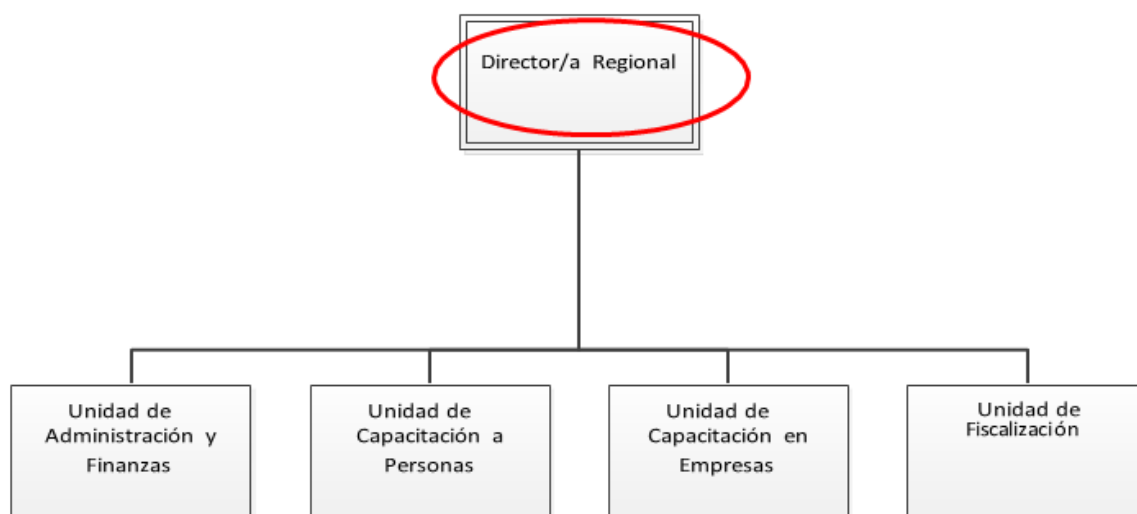 Director/a Regional
Unidad de
Administración y
Finanzas
Unidad de
Capacitación a
Personas
Unidad de
Capacitación en
Empresas
Unidad de
Fiscalización